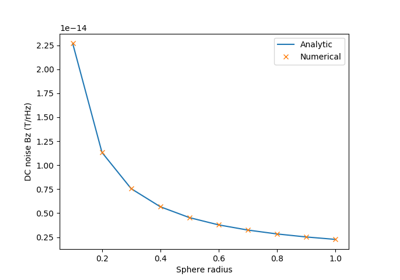 1e−14
2.25
2.00
1.75
1.50
1.25
1.00
0.75
0.50
0.25
DC noise Bz (T/rHz)
Analytic
Numerical
0.2
0.4
0.6
0.8
1.0
Sphere radius